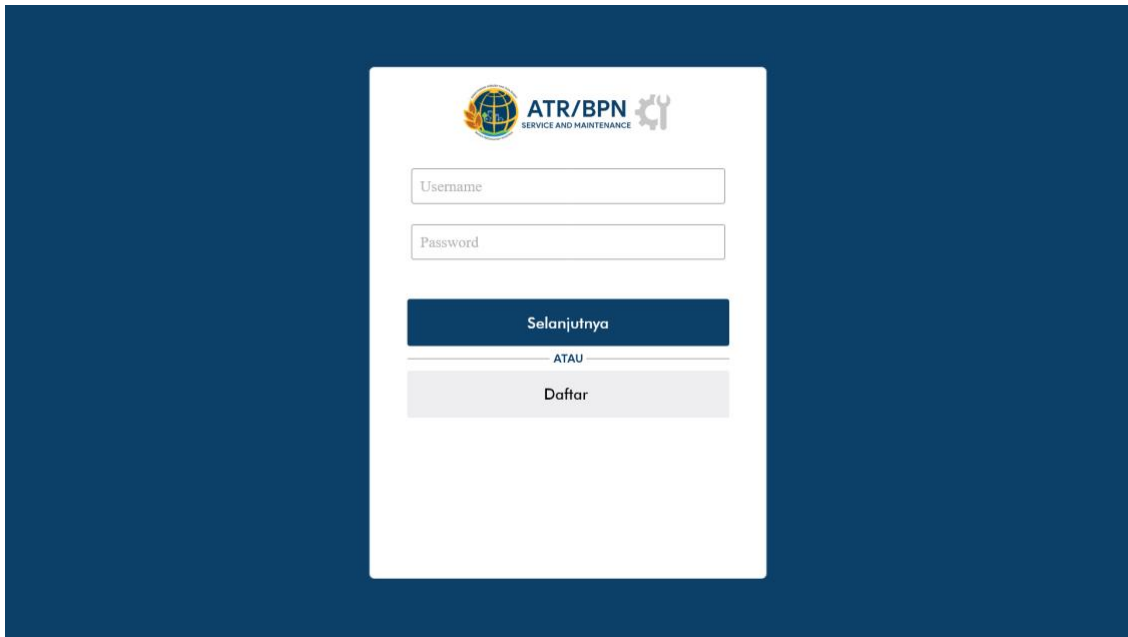 ATR/BPN
SERVICE AND MAINTENANCE
Username
Password
Selanjutnya
ATAU
Daftar